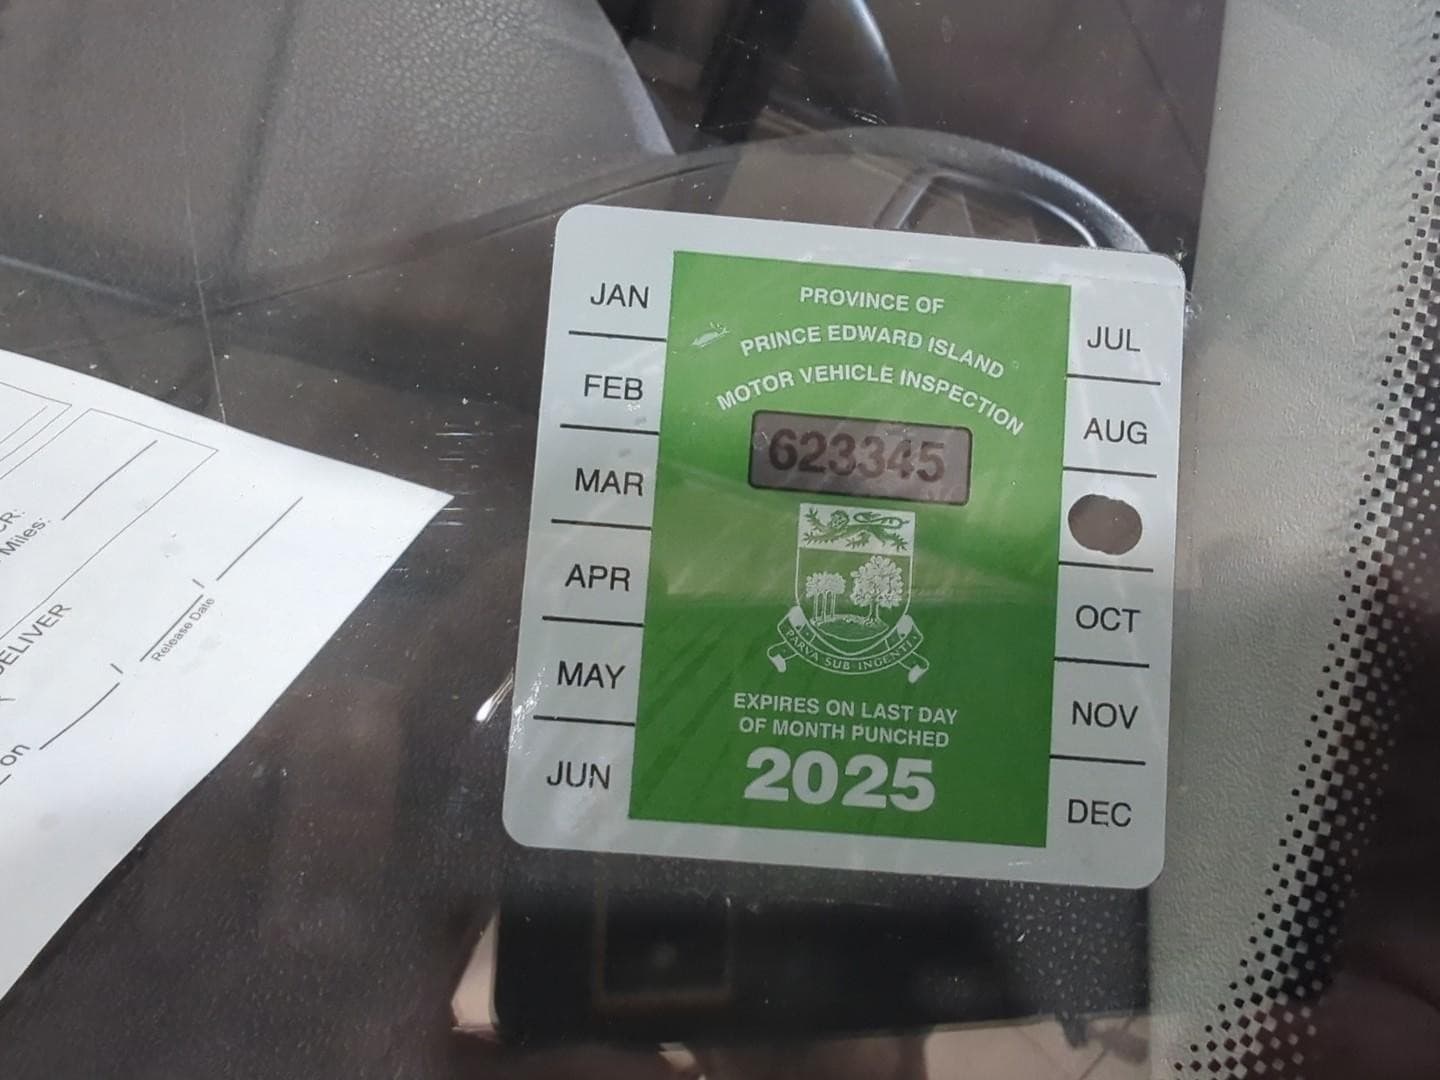 JAN
FEB
MAR
APR
MAY
JUN
PROVINCE OF
PRINCE EDWARD ISLAND
MOTOR VEHICLE INSPECTION
623345
PARVA SUB INGENTI
EXPIRES ON LAST DAY
OF MONTH PUNCHED
2025
JUL
AUG
OCT
NOV
DEC
Miles:
Release Date
on